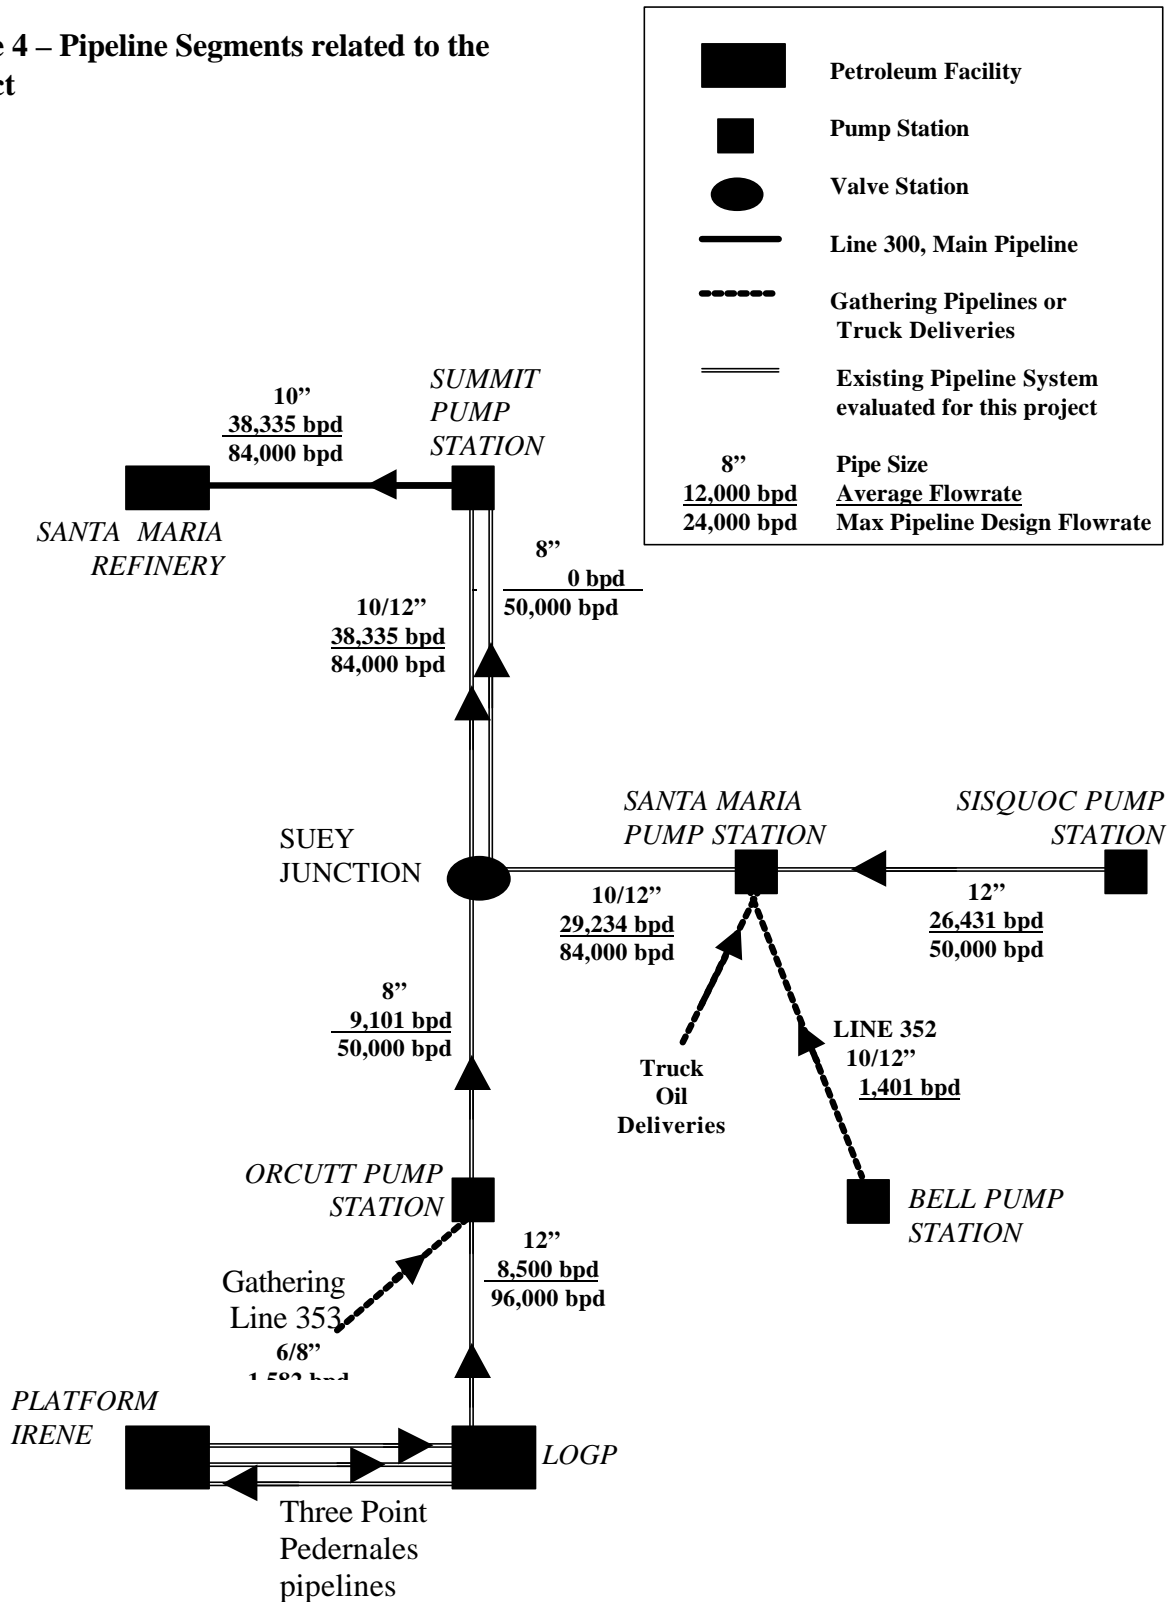 e 4 – Pipeline Segments related to the
ct
Petroleum Facility
Pump Station
Valve Station
Line 300, Main Pipeline
Gathering Pipelines or
Truck Deliveries
Existing Pipeline System
evaluated for this project
8” Pipe Size
12,000 bpd Average Flowrate
24,000 bpd Max Pipeline Design Flowrate
10”
38,335 bpd
84,000 bpd
SUMMIT
PUMP
STATION
SANTA MARIA
REFINERY
8”
0 bpd
50,000 bpd
10/12”
38,335 bpd
84,000 bpd
SUEY
JUNCTION
SANTA MARIA
PUMP STATION
SISQUOC PUMP
STATION
10/12”
29,234 bpd
84,000 bpd
12”
26,431 bpd
50,000 bpd
8”
9,101 bpd
50,000 bpd
Truck
Oil
Deliveries
LINE 352
10/12”
1,401 bpd
ORCUTT PUMP
STATION
BELL PUMP
STATION
12”
8,500 bpd
96,000 bpd
Gathering
Line 353
6/8”
1,582 bpd
PLATFORM
IRENE
LOGP
Three Point
Pedernales
pipelines